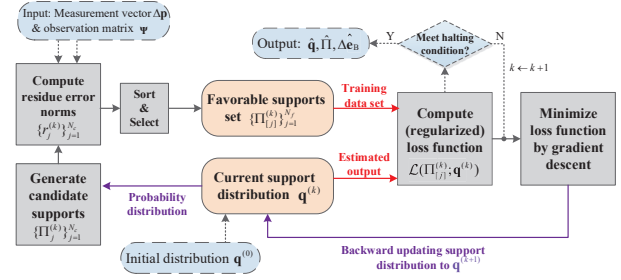 Input: Measurement vector Δ𝐩
& observation matrix 𝚿
Compute
residue error
norms
{r_j^{(k)}}_{j=1}^{N_c}
Sort
&
Select
Favorable supports
set {Π_{[j]}^{(k)}}_{j=1}^{N_f}
Training
data set
Output: 𝐪̂, Π̂, Δ𝐞̂_B
Y
Meet halting
condition?
N
k ← k+1
Compute
(regularized)
loss function
ℒ(Π_{[j]}^{(k)}; 𝐪^{(k)})
Minimize
loss function
by gradient
descent
Generate
candidate
supports
{Π_j^{(k)}}_{j=1}^{N_c}
Probability
distribution
Current support
distribution 𝐪^{(k)}
Estimated
output
Initial distribution 𝐪^{(0)}
Backward updating support
distribution to 𝐪^{(k+1)}